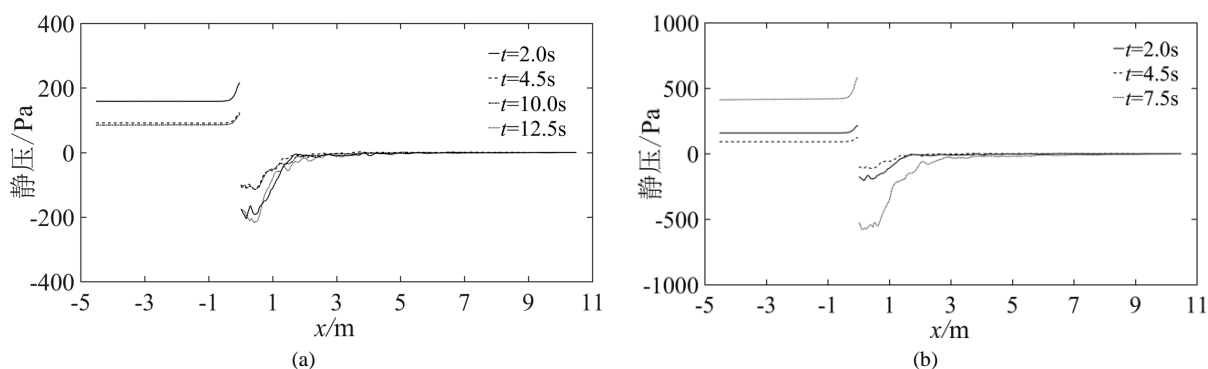 400
200
0
-200
-400
静压/Pa
-5 -3 -1 1 3 5 7 9 11
x/m
t=2.0s
t=4.5s
t=10.0s
t=12.5s
(a)
1000
500
0
-500
-1000
静压/Pa
-5 -3 -1 1 3 5 7 9 11
x/m
t=2.0s
t=4.5s
t=7.5s
(b)